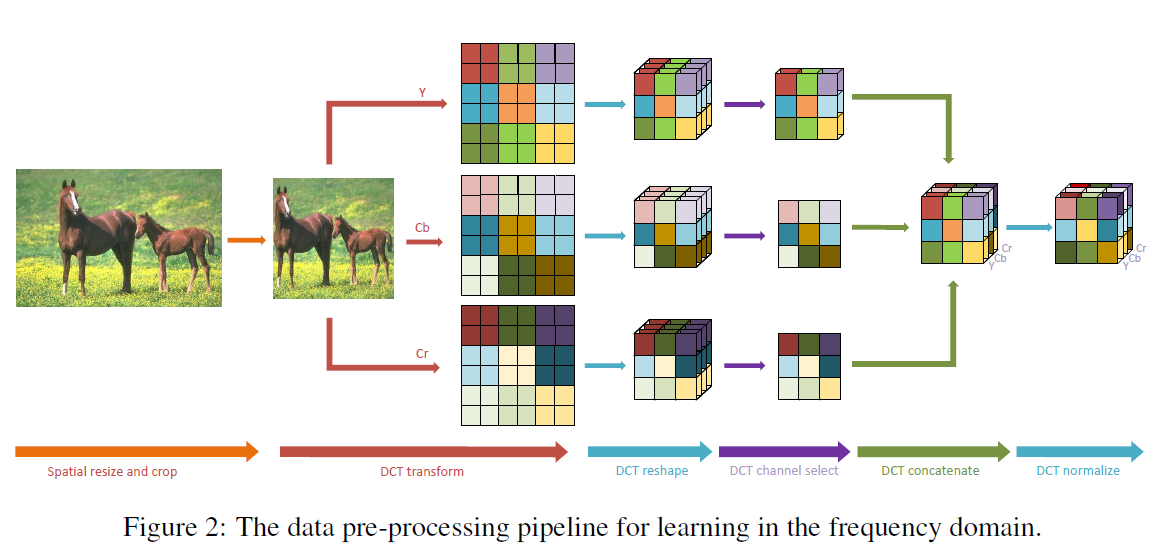 Y
Cb
Cr
Cr
Cb
Y
Cr
Cb
Y
Spatial resize and crop
DCT transform
DCT reshape
DCT channel select
DCT concatenate
DCT normalize
Figure 2: The data pre-processing pipeline for learning in the frequency domain.